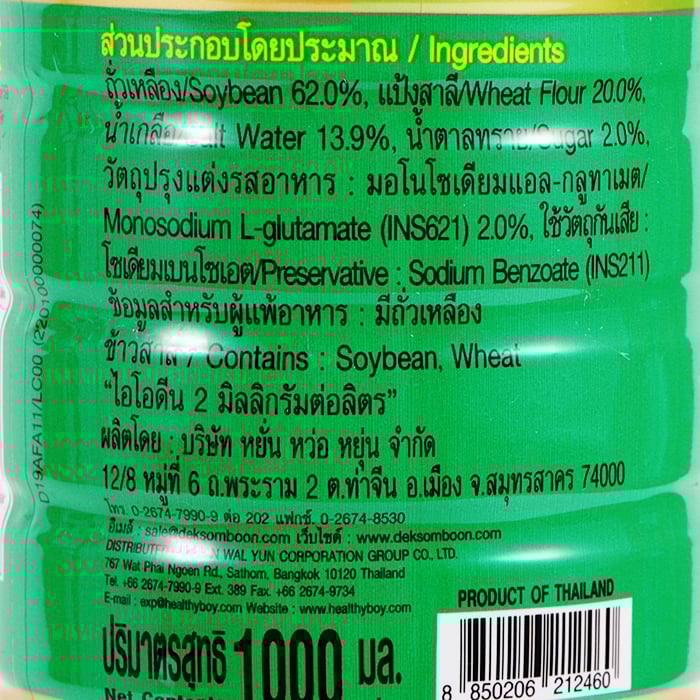 ส่วนประกอบโดยประมาณ / Ingredients
ถั่วเหลือง/Soybean 62.0%, แป้งสาลี/Wheat Flour 20.0%,
น้ำเกลือ/Salt Water 13.9%, น้ำตาลทราย/Sugar 2.0%,
วัตถุปรุงแต่งรสอาหาร : มอโนโซเดียมแอล-กลูทาเมต/
Monosodium L-glutamate (INS621) 2.0%, ใช้วัตถุกันเสีย :
โซเดียมเบนโซเอต/Preservative : Sodium Benzoate (INS211)
ข้อมูลสำหรับผู้แพ้อาหาร : มีถั่วเหลือง
ข้าวสาลี / Contains : Soybean, Wheat
“ไอโอดีน 2 มิลลิกรัมต่อลิตร”
ผลิตโดย : บริษัท หยั่น หว่อ หยุ่น จำกัด
12/8 หมู่ที่ 6 ถ.พระราม 2 ต.ท่าจีน อ.เมือง จ.สมุทรสาคร 74000
โทร. 0-2674-7990-9 ต่อ 202 แฟกซ์. 0-2674-8530
อีเมล์ : sale@deksomboon.com เว็บไซต์ : www.deksomboon.com
WAL YUN CORPORATION GROUP CO., LTD.
767 Wat Phai Ngoen Rd., Sathorn, Bangkok 10120 Thailand
Tel. +66 2674-7990-9 Ext. 389 Fax. +66 2674-9734
E-mail : exp@healthyboy.com Website : www.healthyboy.com
PRODUCT OF THAILAND
ปริมาตรสุทธิ 1000 มล.
8 850206 212460
D19AFA11/LC00 (2201000000074)